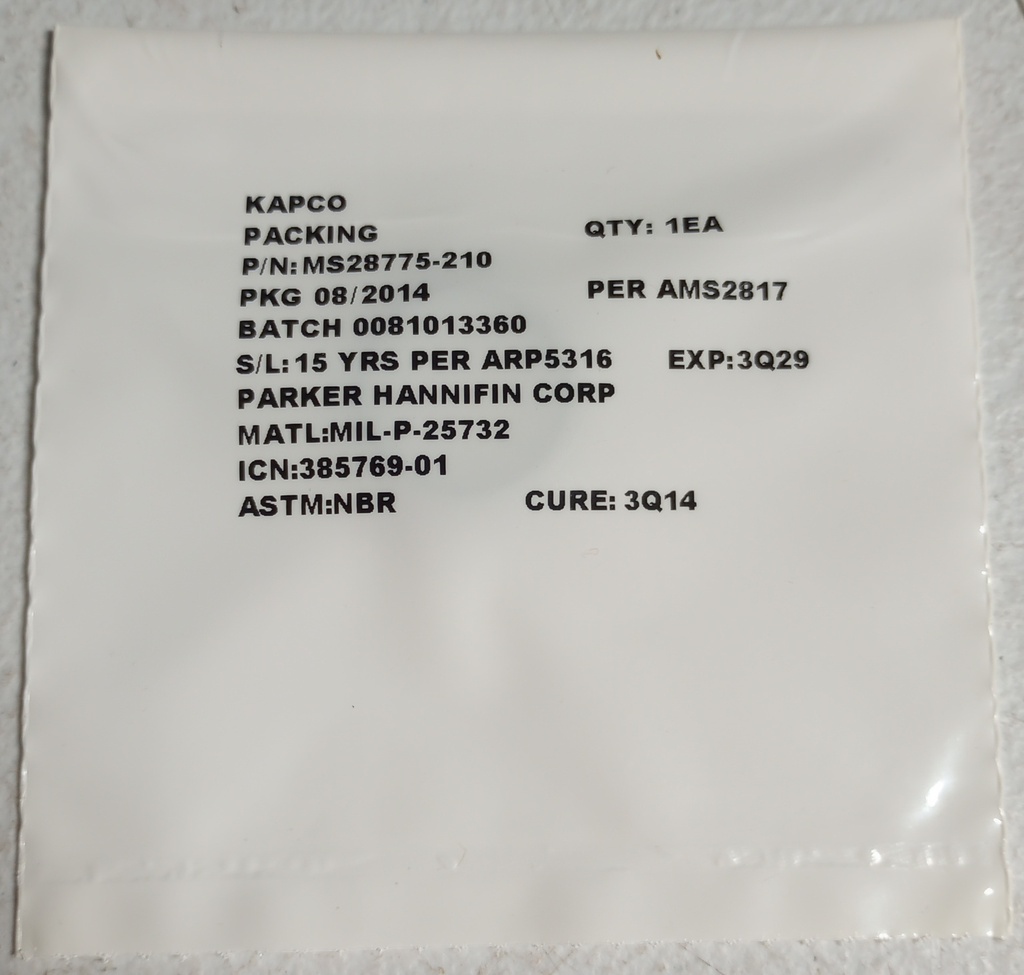 KAPCO
PACKING QTY: 1EA
P/N:MS28775-210
PKG 08/2014 PER AMS2817
BATCH 0081013360
S/L:15 YRS PER ARP5316 EXP:3Q29
PARKER HANNIFIN CORP
MATL:MIL-P-25732
ICN:385769-01
ASTM:NBR CURE: 3Q14